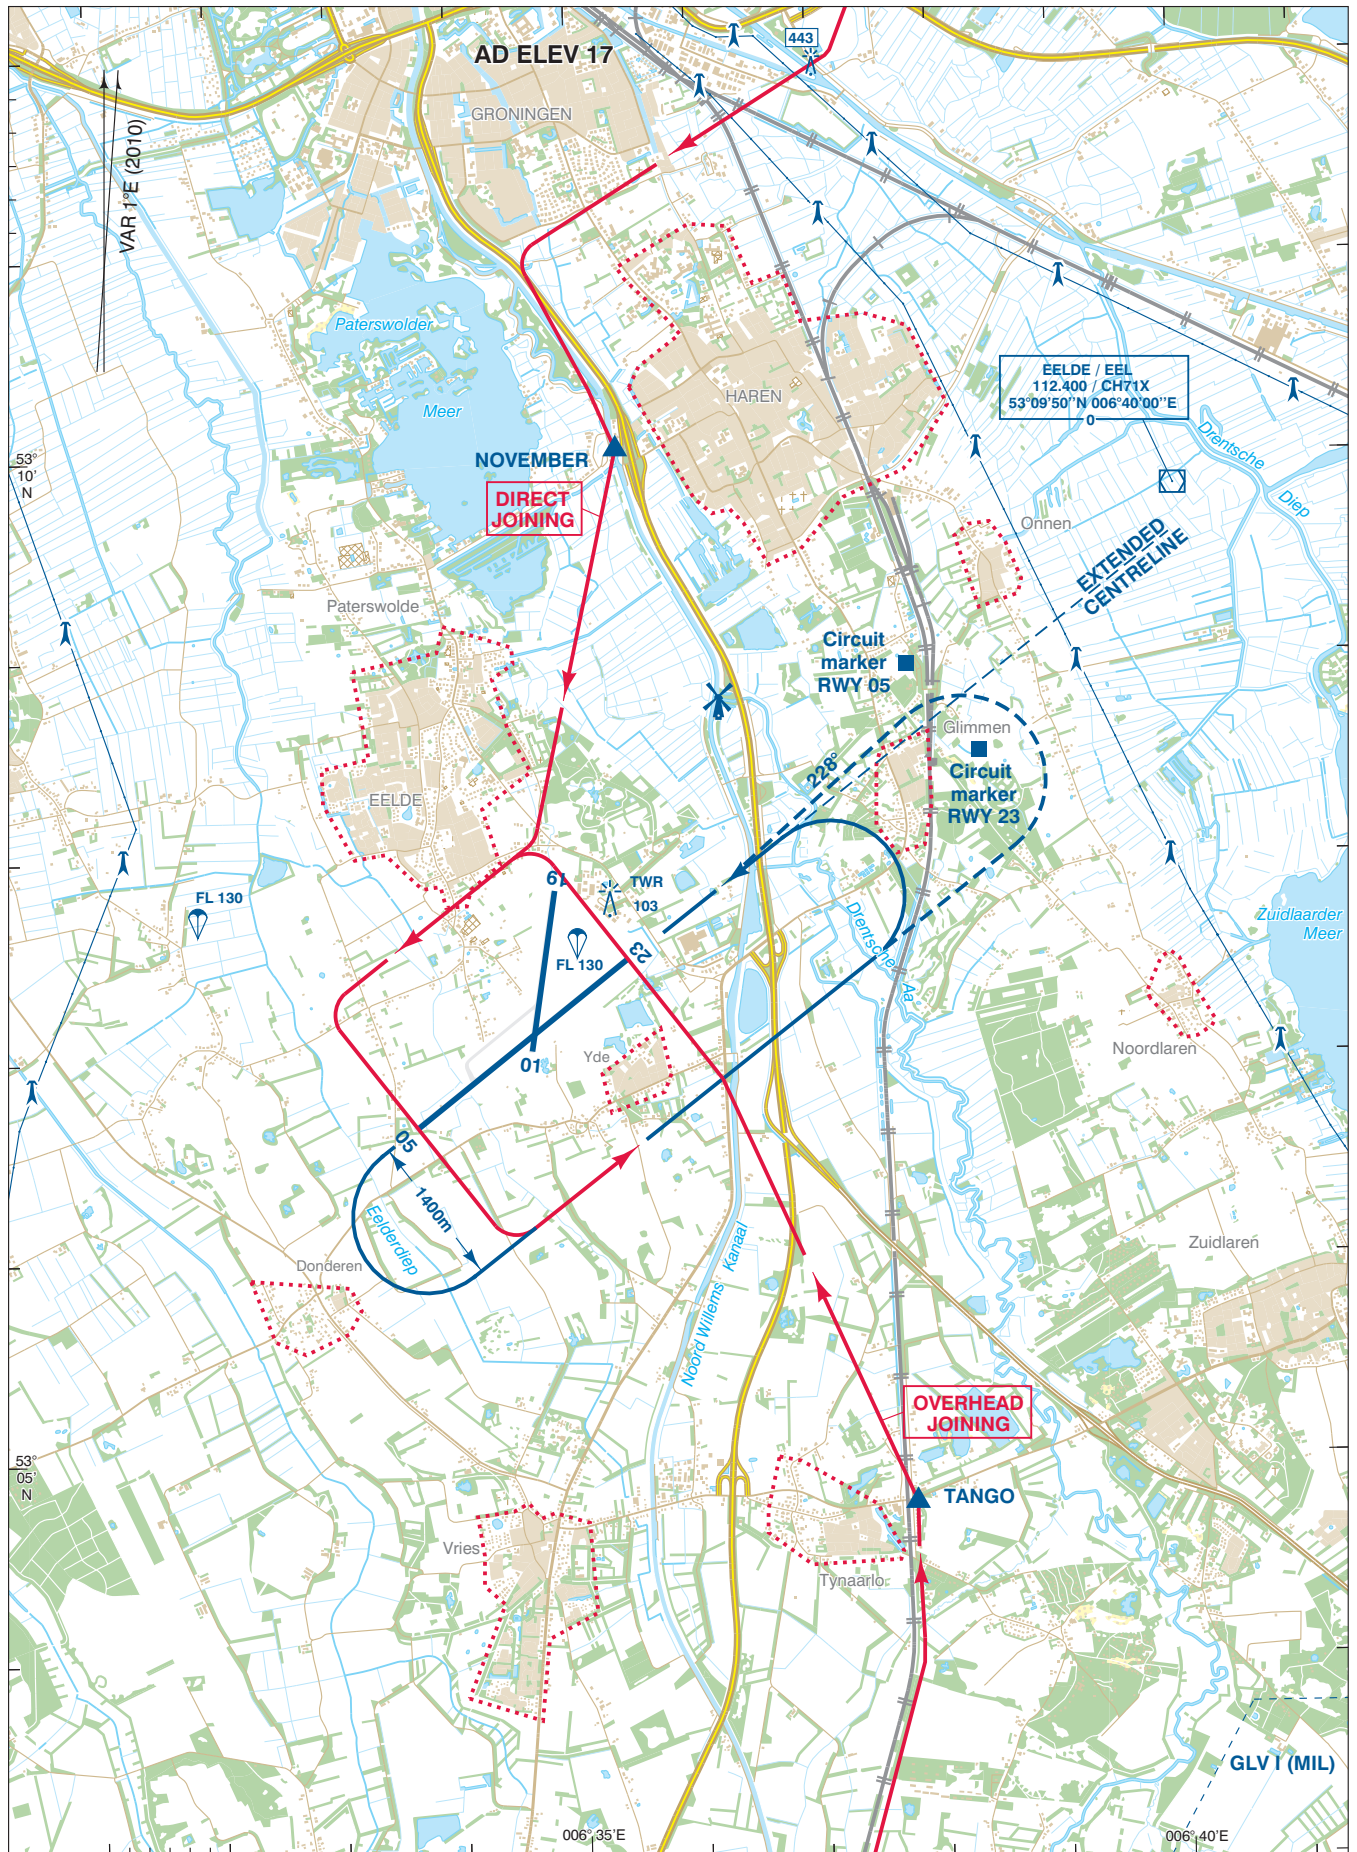 AD ELEV 17
443
GRONINGEN
VAR 1°E (2010)
Paterswolder
Meer
HAREN
EELDE / EEL
112.400 / CH71X
53°09'50''N 006°40'00''E
0
Drentsche
Diep
53°
10'
N
NOVEMBER
DIRECT
JOINING
Onnen
EXTENDED
CENTRELINE
Paterswolde
Circuit
marker
RWY 05
Glimmen
228°
Circuit
marker
RWY 23
EELDE
19
TWR
103
FL 130
FL 130
23
Drentsche
Aa
Zuidlaarder
Meer
01
Yde
Noordlaren
05
1400m
Eelderdiep
Donderen
Noord Willems Kanaal
Zuidlaren
OVERHEAD
JOINING
53°
05'
N
TANGO
Vries
Tynaarlo
GLV I (MIL)
006°35'E
006°40'E